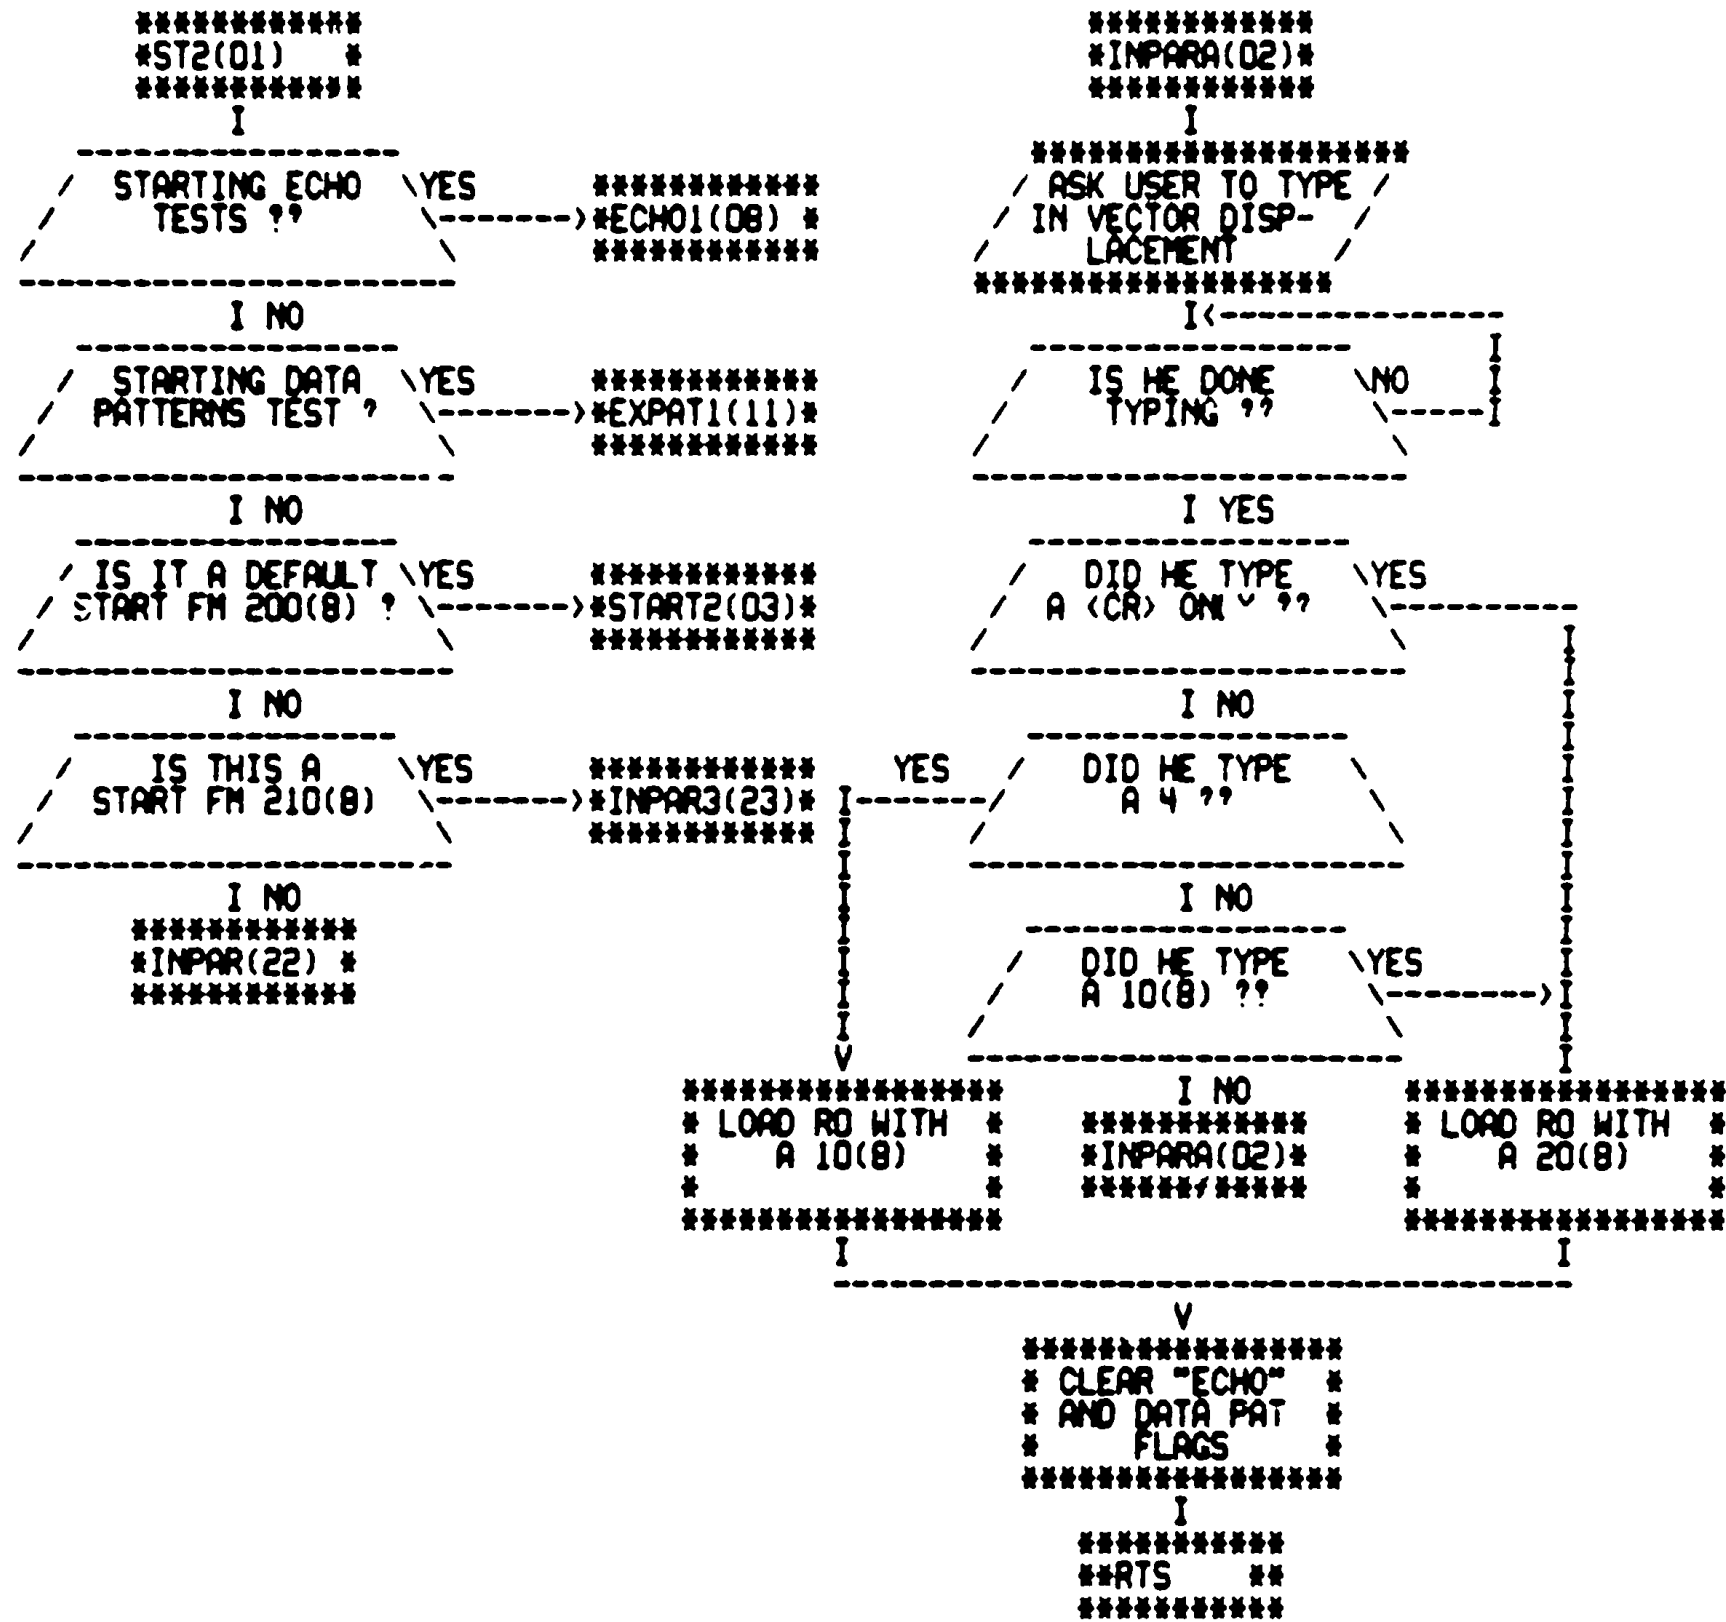 ST2(01)
STARTING ECHO
TESTS ??
YES
ECHO1(08)
NO
STARTING DATA
PATTERNS TEST ?
YES
EXPAT1(11)
NO
IS IT A DEFAULT
START FM 200(8) ?
YES
START2(03)
NO
IS THIS A
START FM 210(8)
YES
INPAR3(23)
NO
INPAR(22)
INPARA(02)
ASK USER TO TYPE
IN VECTOR DISP-
LACEMENT
IS HE DONE
TYPING ??
NO
YES
DID HE TYPE
A <CR> ONLY ??
YES
NO
DID HE TYPE
A 4 ??
YES
NO
DID HE TYPE
A 10(8) ??
YES
NO
INPARA(02)
LOAD R0 WITH
A 10(8)
LOAD R0 WITH
A 20(8)
CLEAR "ECHO"
AND DATA PAT
FLAGS
RTS